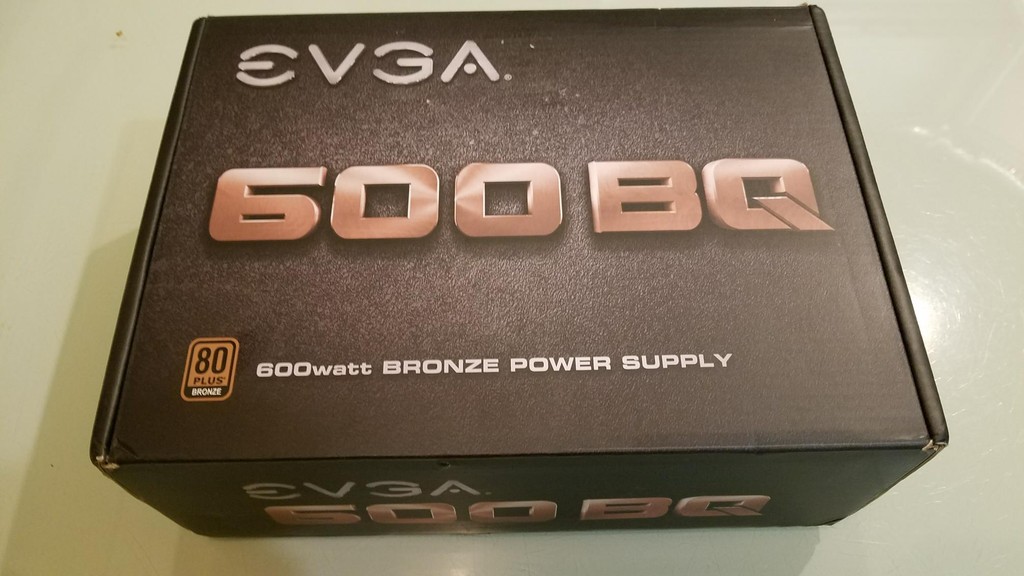 EVGA.
600 BQ
80
PLUS
BRONZE
600watt BRONZE POWER SUPPLY
EVGA.
600 BQ